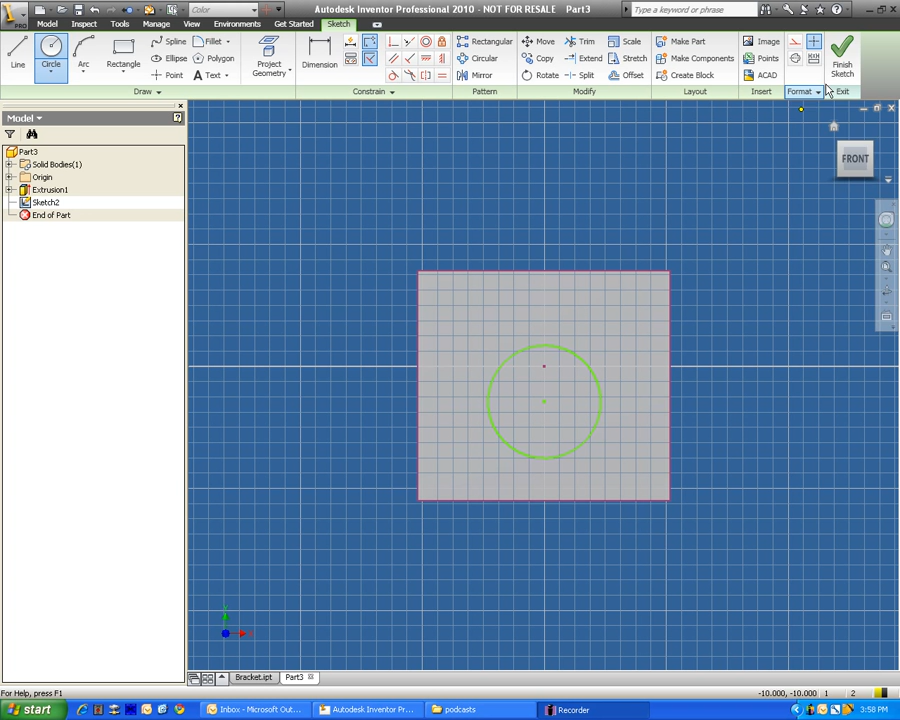 PRO
Color
Autodesk Inventor Professional 2010 - NOT FOR RESALE Part3
Type a keyword or phrase
Model Inspect Tools Manage View Environments Get Started Sketch
Line
Circle
Arc
Rectangle
Spline
Ellipse
Point
Fillet
Polygon
Text
Project
Geometry
Dimension
Rectangular
Circular
Mirror
Move
Copy
Rotate
Trim
Extend
Split
Scale
Stretch
Offset
Make Part
Make Components
Create Block
Image
Points
ACAD
Finish
Sketch
Draw
Constrain
Pattern
Modify
Layout
Insert
Format
Exit
Model
Part3
Solid Bodies(1)
Origin
Extrusion1
Sketch2
End of Part
FRONT
Bracket.ipt
Part3
For Help, press F1
-10.000, -10.000 1 2
start
Inbox - Microsoft Out...
Autodesk Inventor Pr...
podcasts
Recorder
3:58 PM